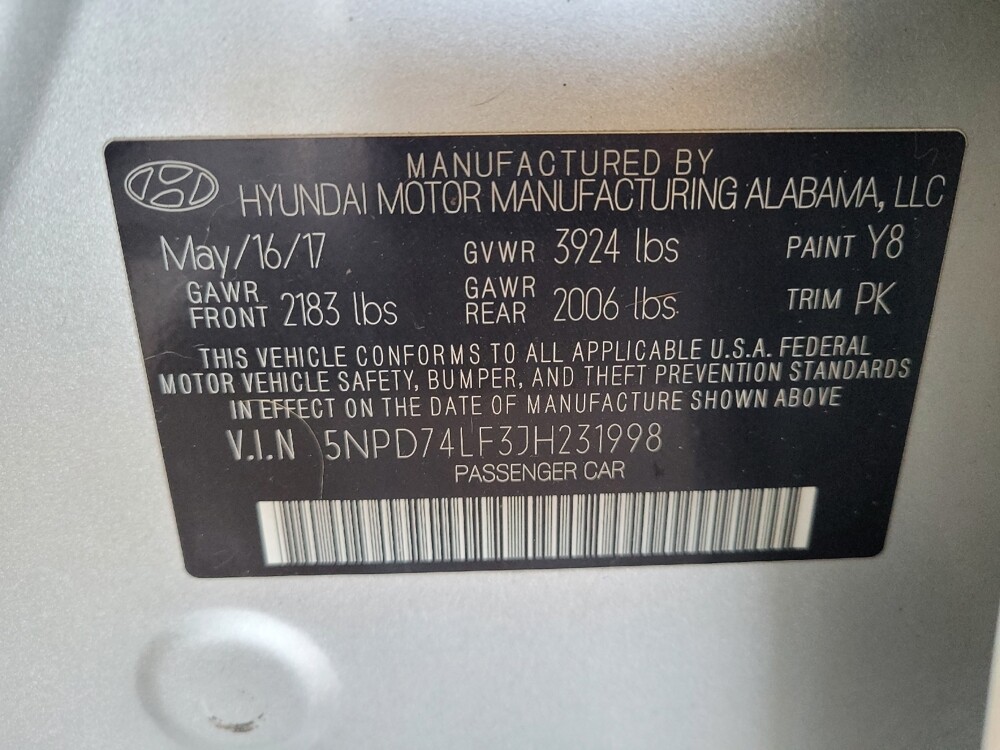 MANUFACTURED BY
HYUNDAI MOTOR MANUFACTURING ALABAMA, LLC
May/16/17 GVWR 3924 lbs PAINT Y8
GAWR FRONT 2183 lbs GAWR REAR 2006 lbs TRIM PK
THIS VEHICLE CONFORMS TO ALL APPLICABLE U.S.A. FEDERAL
MOTOR VEHICLE SAFETY, BUMPER, AND THEFT PREVENTION STANDARDS
IN EFFECT ON THE DATE OF MANUFACTURE SHOWN ABOVE
V.I.N 5NPD74LF3JH231998
PASSENGER CAR